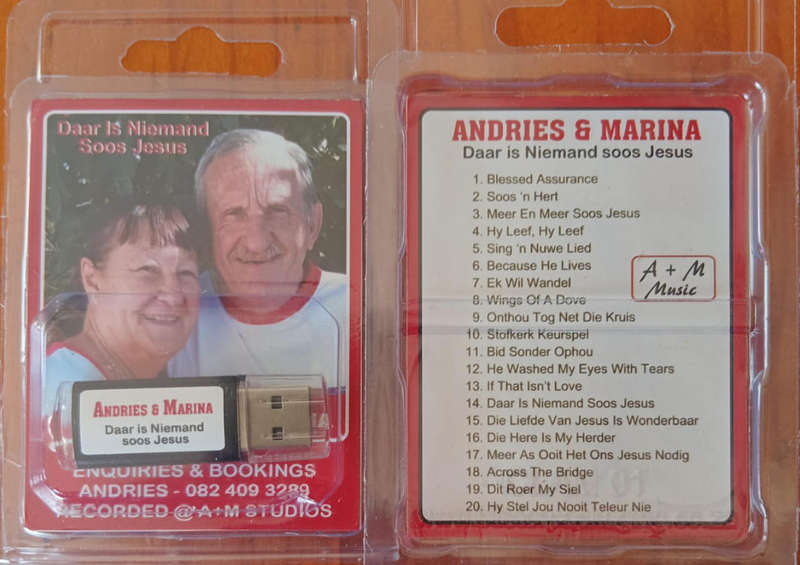 Daar Is Niemand
Soos Jesus
ANDRIES & MARINA
Daar is Niemand
soos Jesus
ENQUIRIES & BOOKINGS
ANDRIES - 082 409 3289
RECORDED @ A+M STUDIOS
ANDRIES & MARINA
Daar is Niemand soos Jesus
1. Blessed Assurance
2. Soos 'n Hert
3. Meer En Meer Soos Jesus
4. Hy Leef, Hy Leef
5. Sing 'n Nuwe Lied
6. Because He Lives
7. Ek Wil Wandel
8. Wings Of A Dove
9. Onthou Tog Net Die Kruis
10. Stofkerk Keurspel
11. Bid Sonder Ophou
12. He Washed My Eyes With Tears
13. If That Isn't Love
14. Daar Is Niemand Soos Jesus
15. Die Liefde Van Jesus Is Wonderbaar
16. Die Here Is My Herder
17. Meer As Ooit Het Ons Jesus Nodig
18. Across The Bridge
19. Dit Roer My Siel
20. Hy Stel Jou Nooit Teleur Nie
A + M
Music